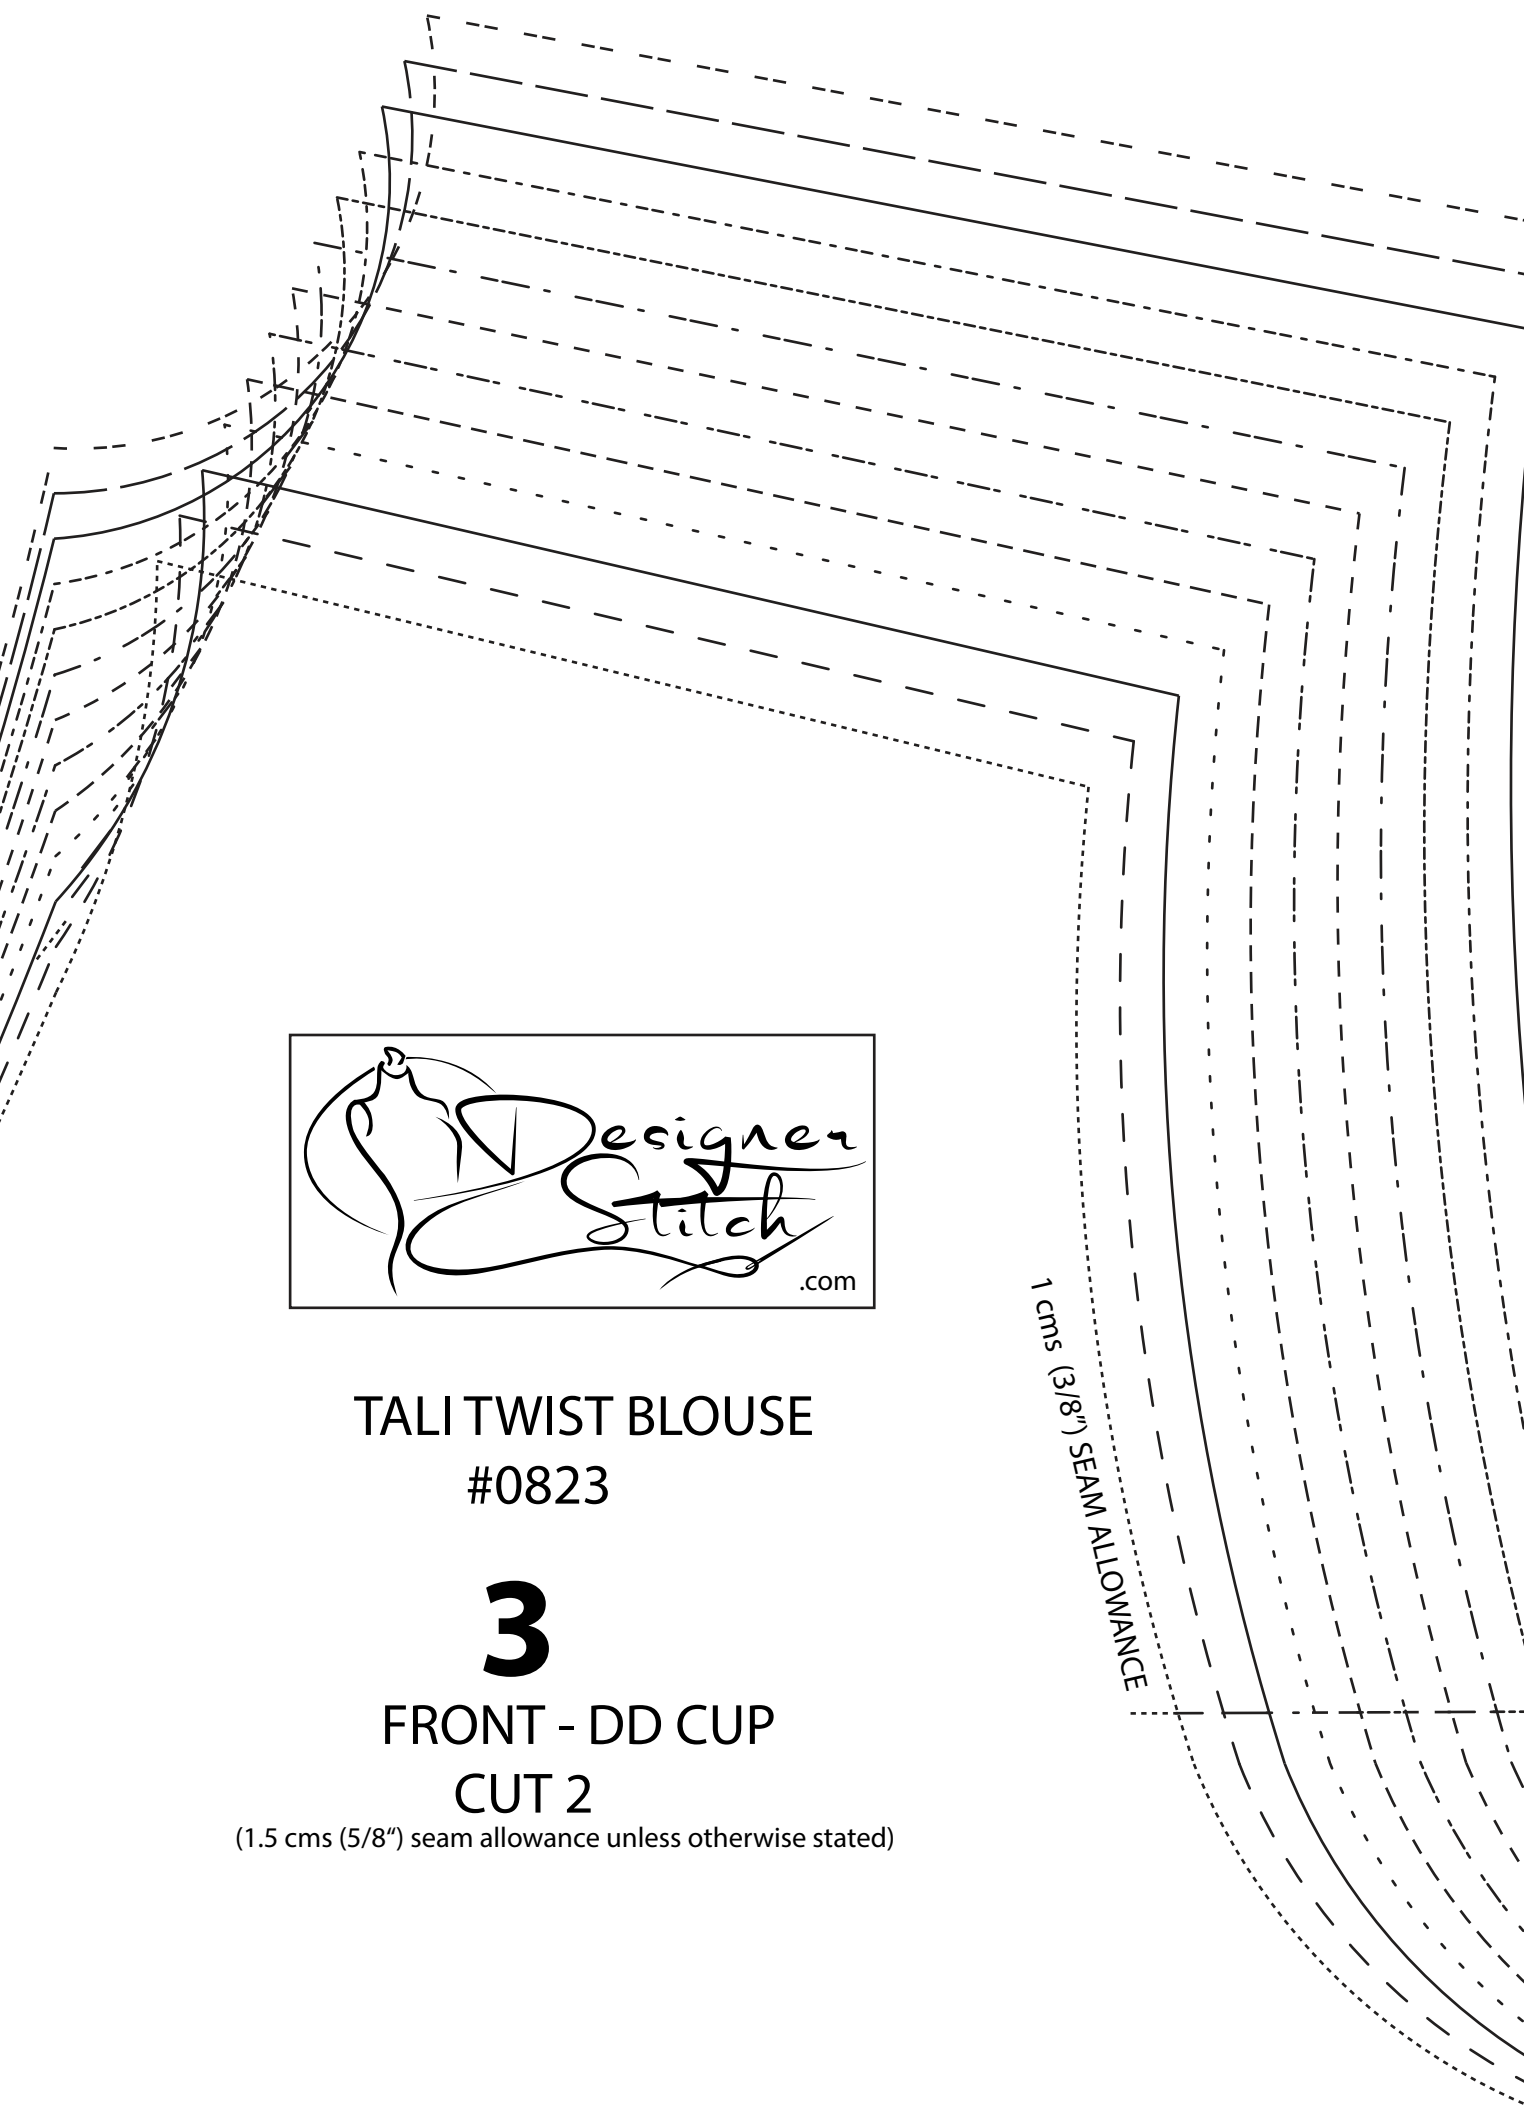 Designer
Stitch
.com
1 cms (3/8") SEAM ALLOWANCE
TALI TWIST BLOUSE
#0823
3
FRONT - DD CUP
CUT 2
(1.5 cms (5/8“) seam allowance unless otherwise stated)